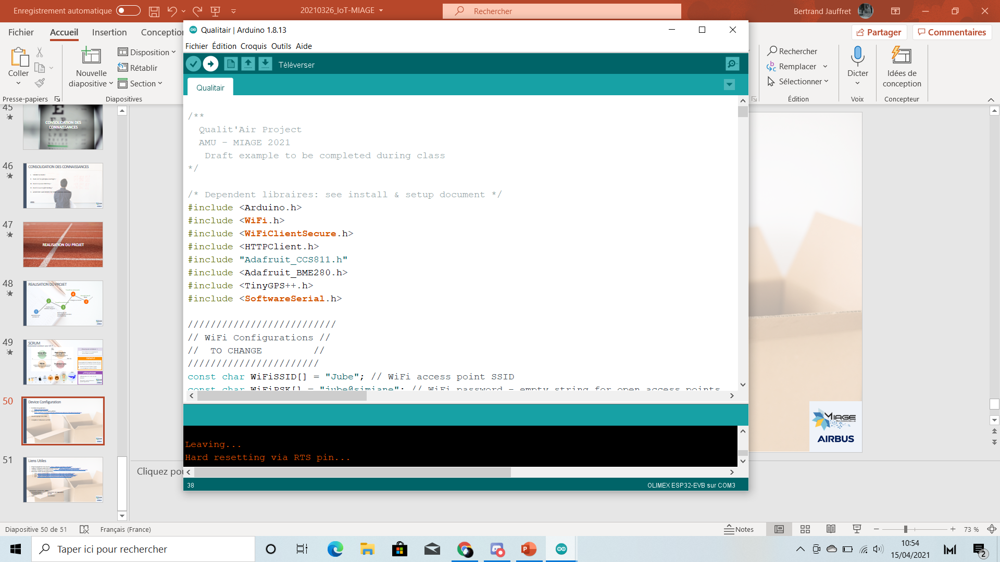 Enregistrement automatique
20210326_IoT-MIAGE
Rechercher
Bertrand Jauffret
Fichier
Accueil
Insertion
Conception
Partager
Commentaires
Coller
Nouvelle
diapositive
Disposition
Rétablir
Section
Presse-papiers
Diapositives
Rechercher
Remplacer
Sélectionner
Édition
Dicter
Voix
Idées de
conception
Concepteur
Qualitair | Arduino 1.8.13
Fichier Édition Croquis Outils Aide
Téléverser
Qualitair
/**
Qualit'Air Project
AMU - MIAGE 2021
Draft example to be completed during class
*/
/* Dependent libraires: see install & setup document */
#include <Arduino.h>
#include <WiFi.h>
#include <WiFiClientSecure.h>
#include <HTTPClient.h>
#include "Adafruit_CCS811.h"
#include <Adafruit_BME280.h>
#include <TinyGPS++.h>
#include <SoftwareSerial.h>
//////////////////////////
// WiFi Configurations //
//  TO CHANGE         //
///////////////////////
const char WiFiSSID[] = "Jube"; // WiFi access point SSID
const char WiFiPSK[] = "jube@simiane"; // WiFi password - empty string for open access points
Leaving...
Hard resetting via RTS pin...
38
OLIMEX ESP32-EVB sur COM3
45
CONSOLIDATION DES
CONNAISSANCES
46
CONSOLIDATION DES CONNAISSANCES
47
REALISATION DU PROJET
48
REALISATION DU PROJET
49
SCRUM
50
Device Configuration
51
Liens Utiles
MIAGE
AIRBUS
Cliquez pou
Diapositive 50 de 51
Français (France)
Notes
73 %
Taper ici pour rechercher
10:54
15/04/2021
2